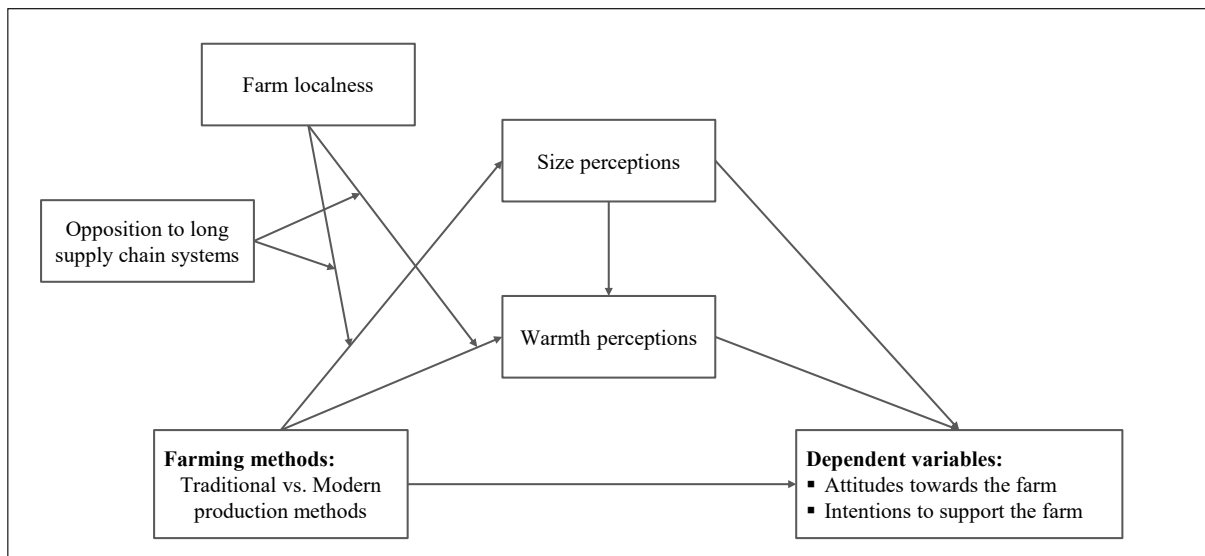 Farm localness
Size perceptions
Opposition to long
supply chain systems
Warmth perceptions
Farming methods:
Traditional vs. Modern
production methods
Dependent variables:
▪ Attitudes towards the farm
▪ Intentions to support the farm